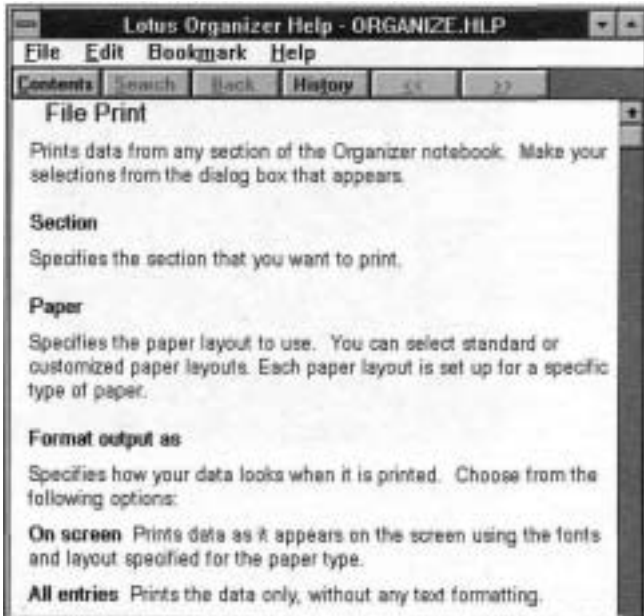 Lotus Organizer Help - ORGANIZE.HLP
File Edit Bookmark Help
Contents Search Back History << >>
File Print
Prints data from any section of the Organizer notebook. Make your
selections from the dialog box that appears.
Section
Specifies the section that you want to print.
Paper
Specifies the paper layout to use. You can select standard or
customized paper layouts. Each paper layout is set up for a specific
type of paper.
Format output as
Specifies how your data looks when it is printed. Choose from the
following options:
On screen Prints data as it appears on the screen using the fonts
and layout specified for the paper type.
All entries Prints the data only, without any text formatting.